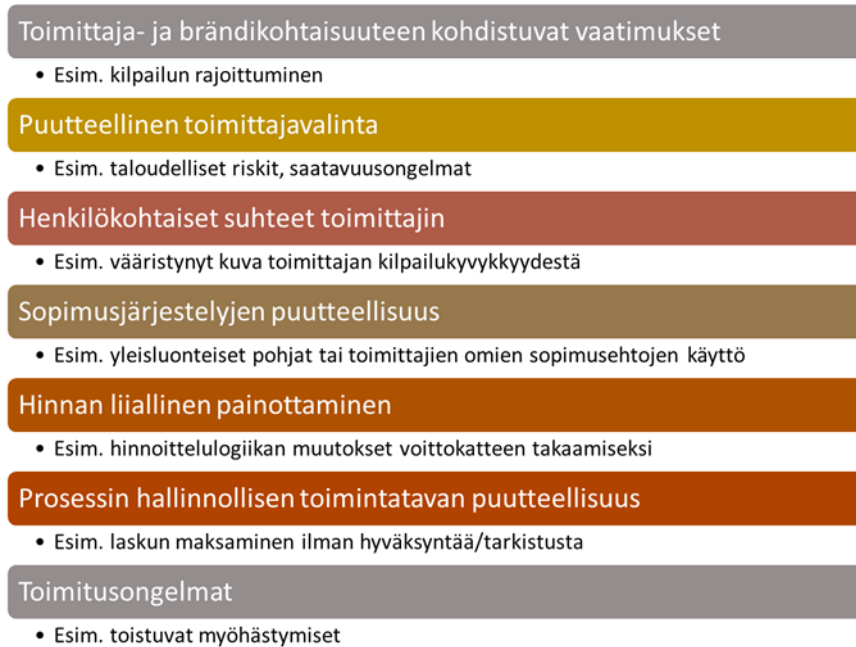 Toimittaja- ja brändikohtaisuuteen kohdistuvat vaatimukset
• Esim. kilpailun rajoittuminen
Puutteellinen toimittajavalinta
• Esim. taloudelliset riskit, saatavuusongelmat
Henkilökohtaiset suhteet toimittajin
• Esim. vääristynyt kuva toimittajan kilpailukyvykkyydestä
Sopimusjärjestelyjen puutteellisuus
• Esim. yleisluonteiset pohjat tai toimittajien omien sopimusehtojen käyttö
Hinnan liiallinen painottaminen
• Esim. hinnoittelulogiikan muutokset voittokatteen takaamiseksi
Prosessin hallinnollisen toimintatavan puutteellisuus
• Esim. laskun maksaminen ilman hyväksyntää/tarkistusta
Toimitusongelmat
• Esim. toistuvat myöhästymiset